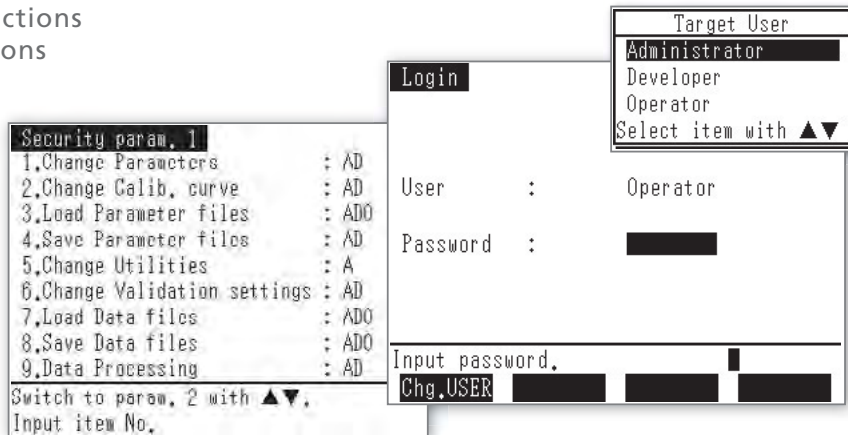 ctions
ons
Security param. 1
1.Change Parameters : AD
2.Change Calib. curve : AD
3.Load Parameter files : ADO
4.Save Parameter files : AD
5.Change Utilities : A
6.Change Validation settings : AD
7.Load Data files : ADO
8.Save Data files : ADO
9.Data Processing : AD
Switch to param. 2 with ▲▼.
Input item No.
Login
User : Operator
Password :
Input password.
Chg.USER
Target User
Administrator
Developer
Operator
Select item with ▲▼